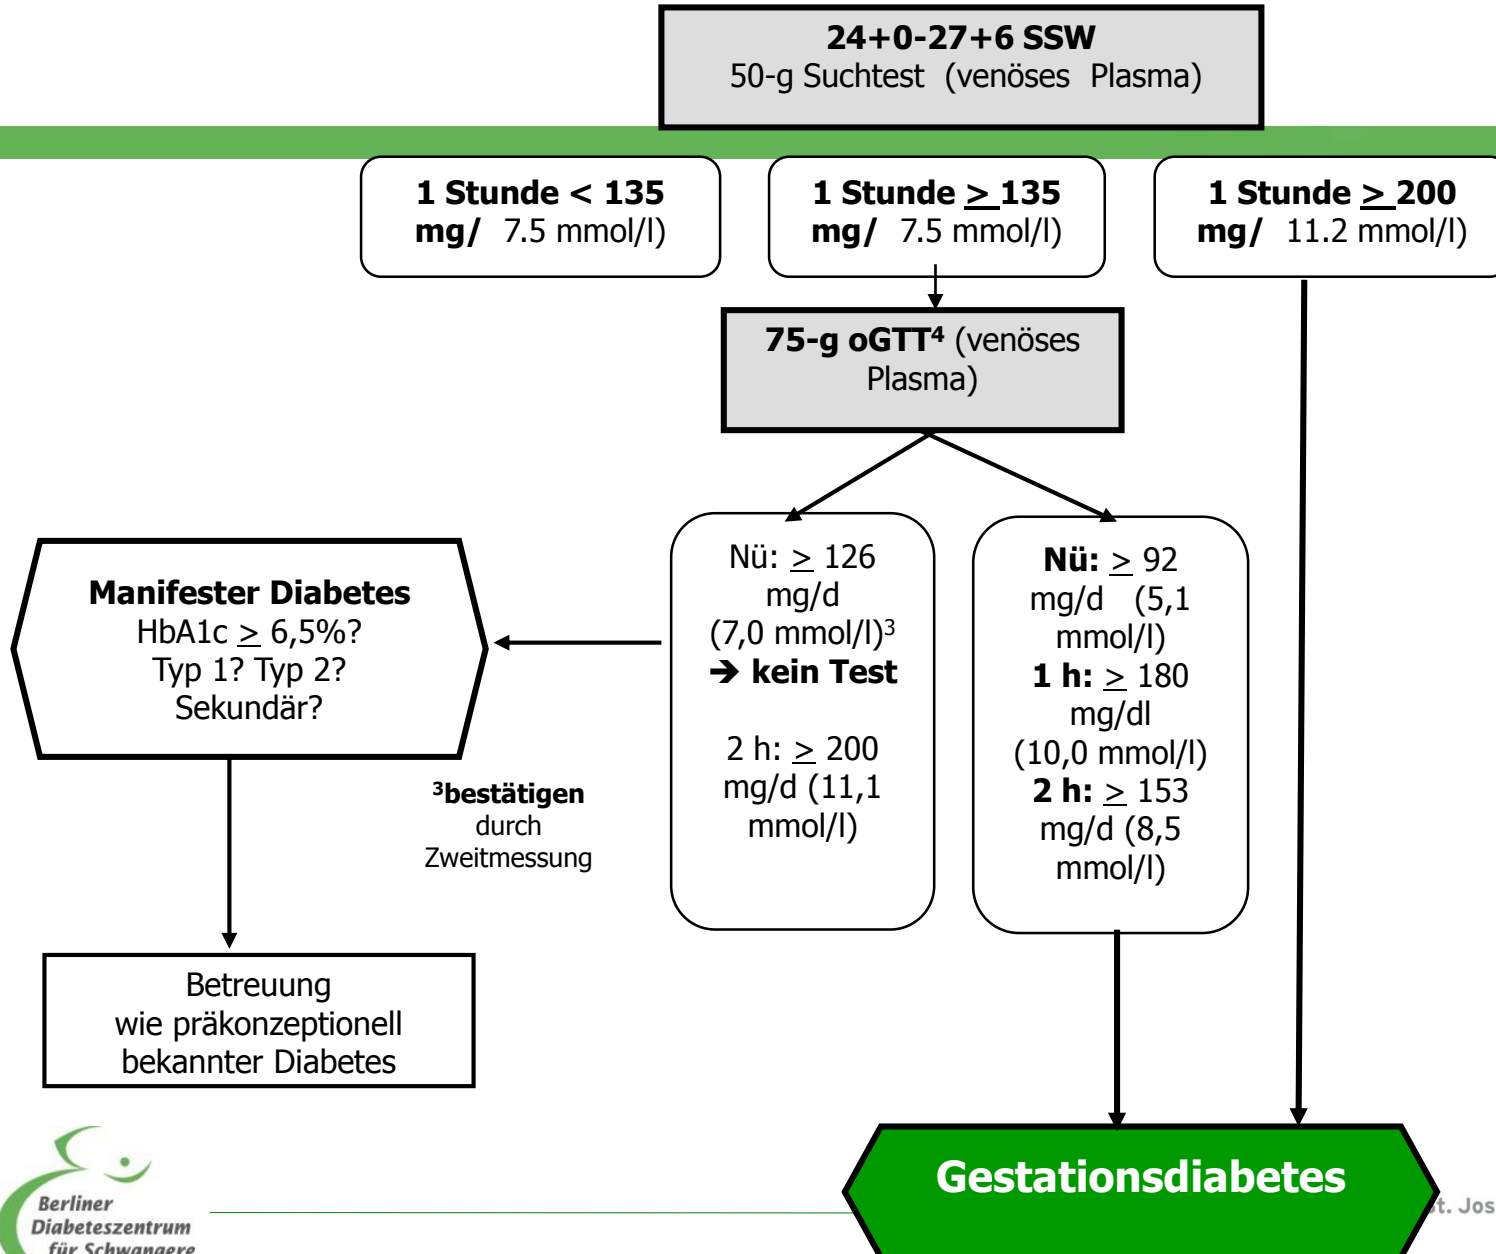 24+0-27+6 SSW
50-g Suchtest (venöses Plasma)
1 Stunde < 135
mg/ 7.5 mmol/l)
1 Stunde ≥ 135
mg/ 7.5 mmol/l)
1 Stunde ≥ 200
mg/ 11.2 mmol/l)
75-g oGTT⁴ (venöses
Plasma)
Nü: ≥ 126
mg/d
(7,0 mmol/l)³
➔ kein Test
2 h: ≥ 200
mg/d (11,1
mmol/l)
Nü: ≥ 92
mg/d (5,1
mmol/l)
1 h: ≥ 180
mg/dl
(10,0 mmol/l)
2 h: ≥ 153
mg/d (8,5
mmol/l)
Manifester Diabetes
HbA1c ≥ 6,5%?
Typ 1? Typ 2?
Sekundär?
³bestätigen
durch
Zweitmessung
Betreuung
wie präkonzeptionell
bekannter Diabetes
Gestationsdiabetes
Berliner
Diabeteszentrum
für Schwangere
t. Jos